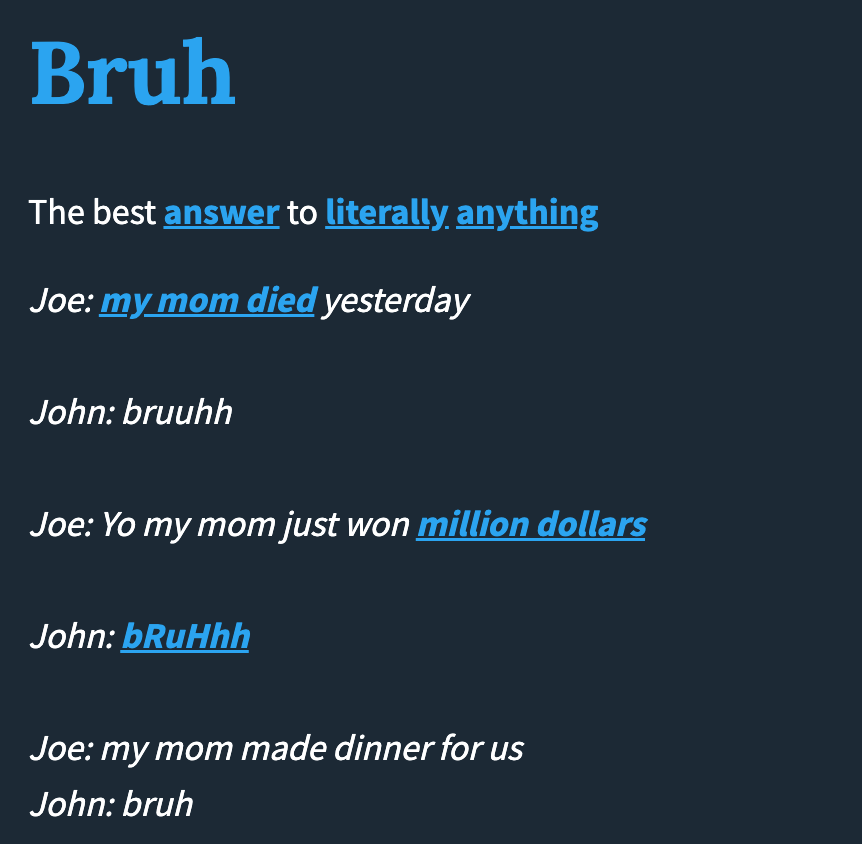 Bruh
The best answer to literally anything
Joe: my mom died yesterday
John: bruuhh
Joe: Yo my mom just won million dollars
John: bRuHhh
Joe: my mom made dinner for us
John: bruh